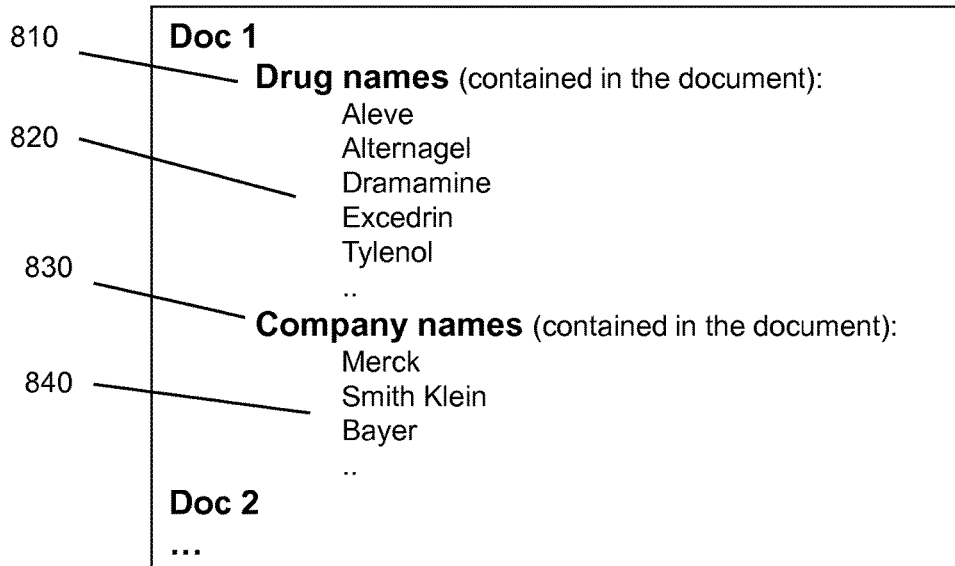 810
Doc 1
Drug names (contained in the document):
Aleve
820
Alternagel
Dramamine
Excedrin
Tylenol
..
830
Company names (contained in the document):
Merck
840
Smith Klein
Bayer
..
Doc 2
...